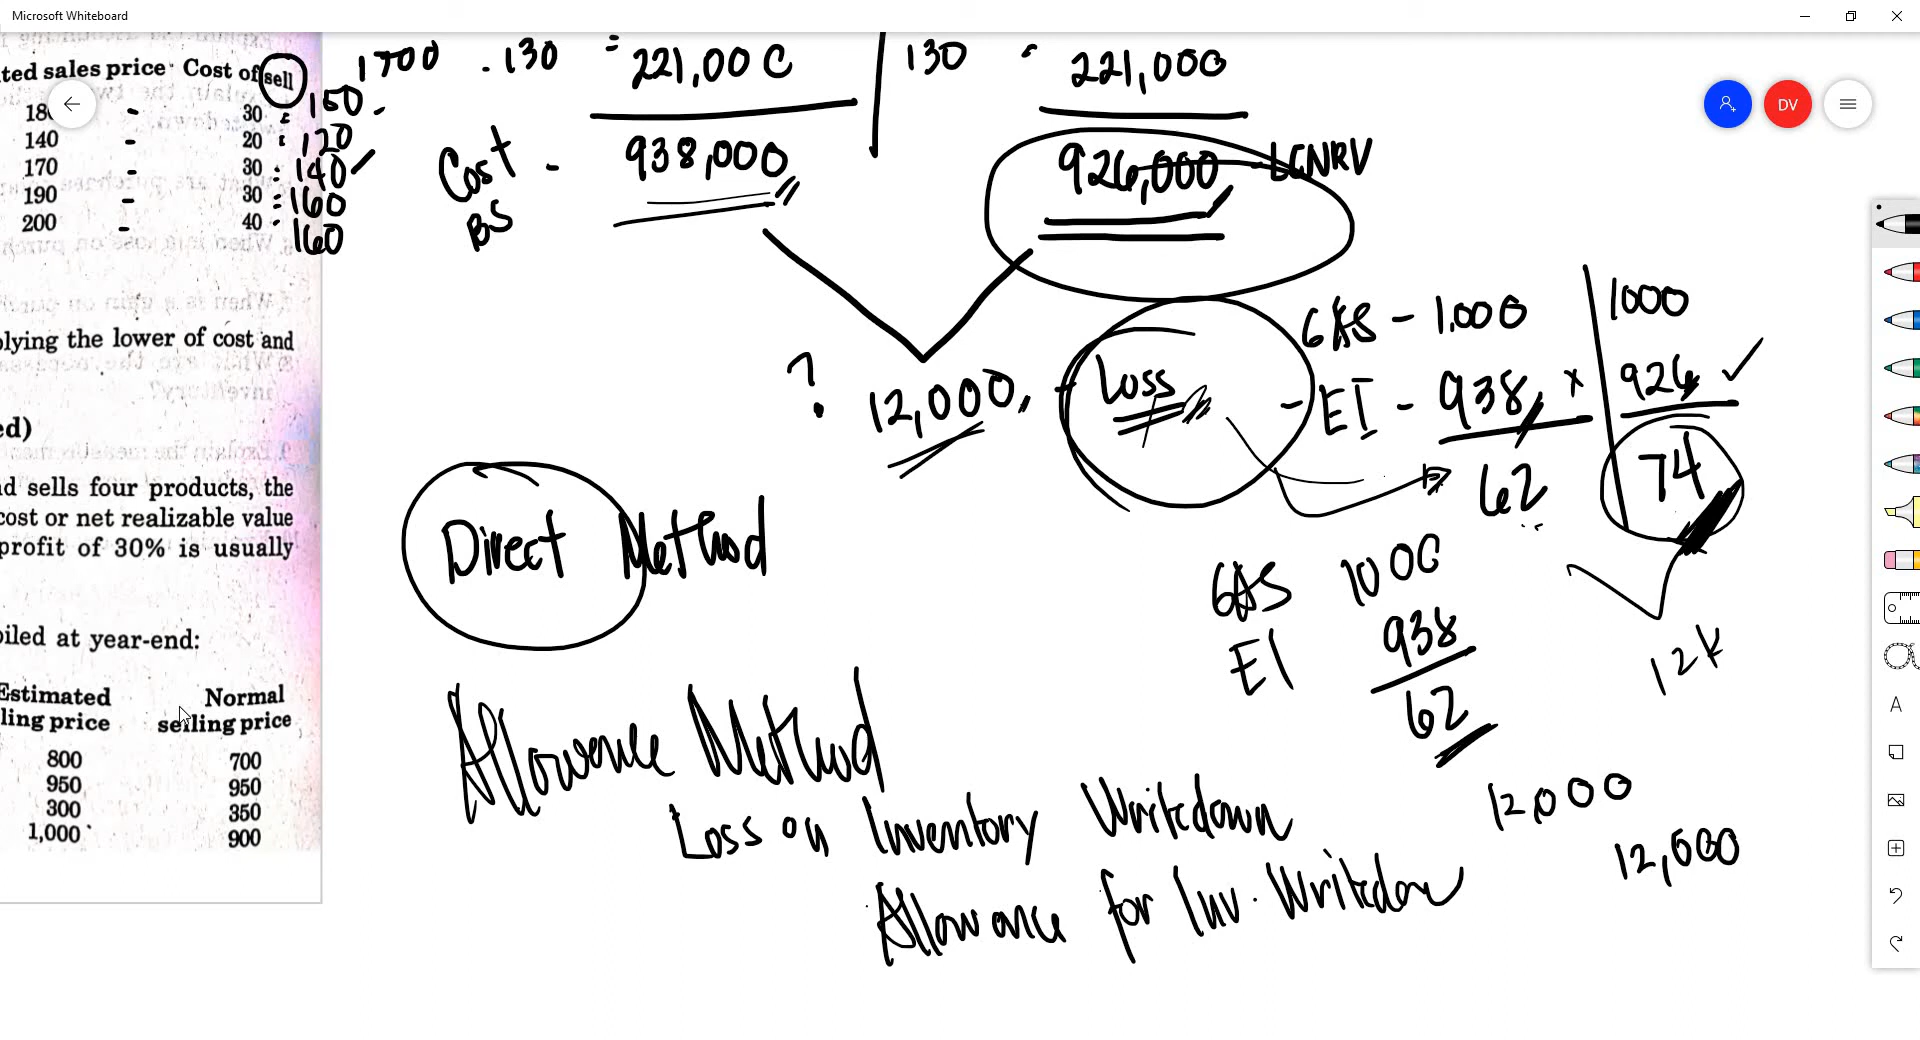 Microsoft Whiteboard
ted sales price Cost of sell
1700 . 130 = 221,000
130 - 221,000
18 - 30 = 150 -
140 - 20 : 120
170 - 30 : 140
190 - 30 = 160
200 - 40 - 160
Cost - 938,000
BS
926,000 - LCNRV
DV
plying the lower of cost and
ed)
d sells four products, the
cost or net realizable value
profit of 30% is usually
piled at year-end:
Estimated Normal
ling price selling price
800 700
950 950
300 350
1,000 900
? 12,000 - Loss
GAS - 1,000 1000
- EI - 938 x 926 ✓
62 74
Direct Method
GAS 1000
EI 938
62
12K
Allowance Method
Loss on Inventory Writedown 12,000
Allowance for Inv. Writedow 12,000
A